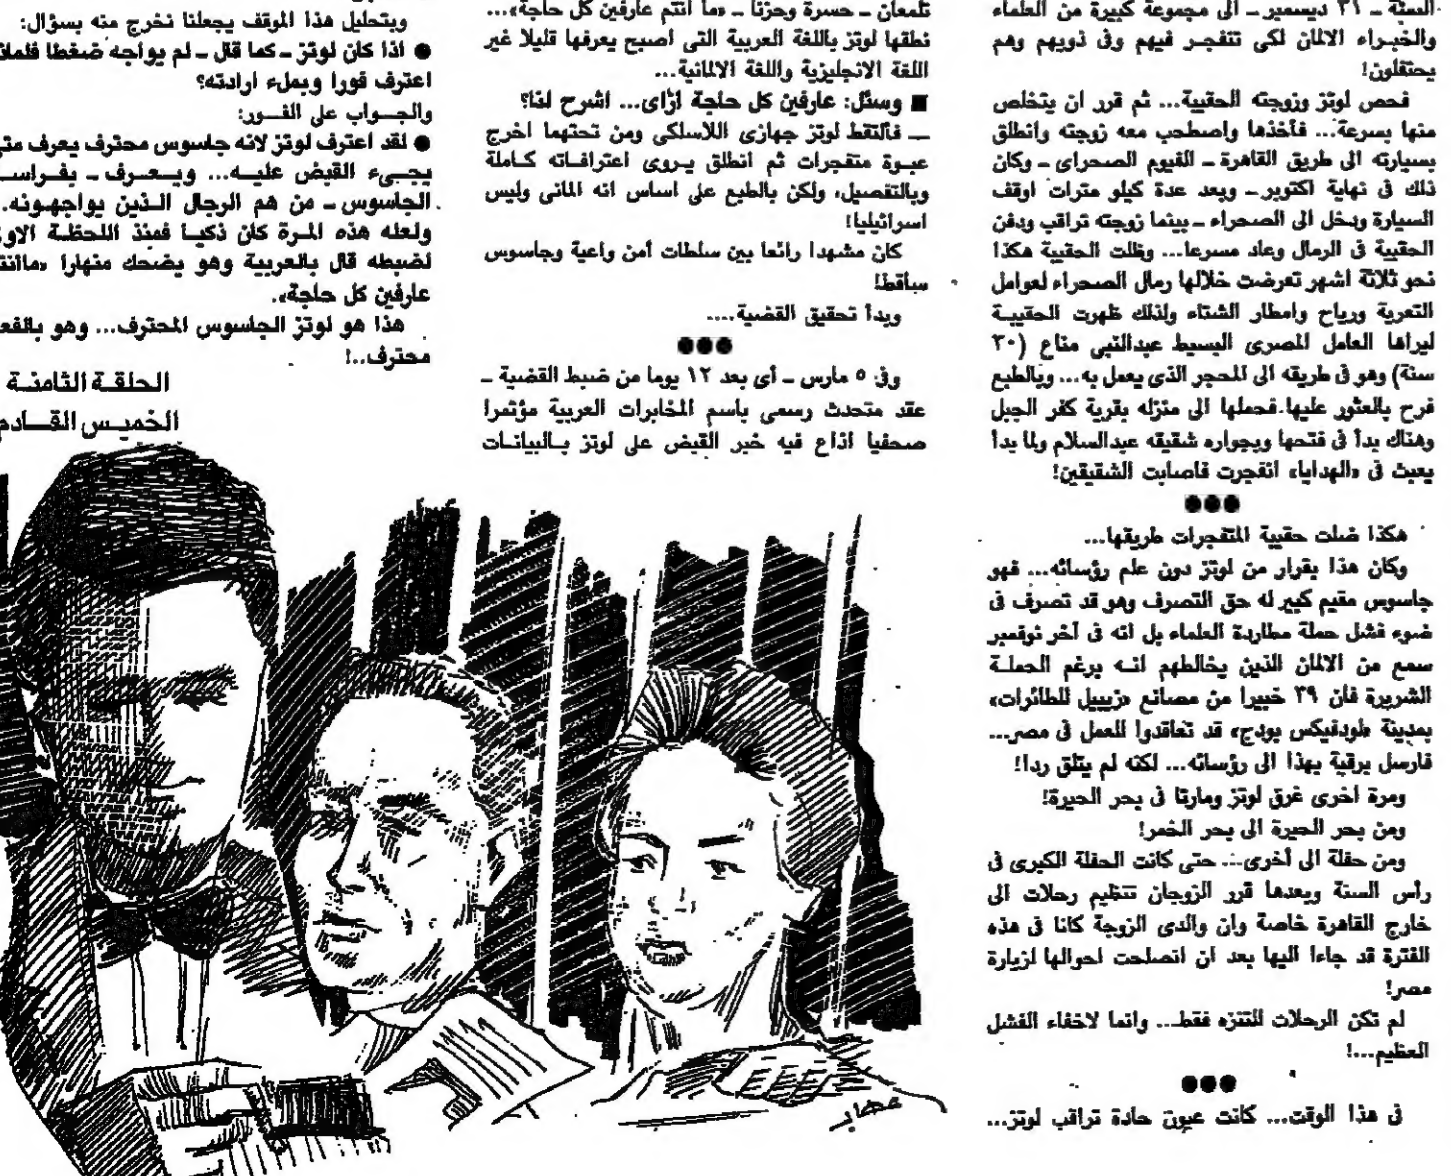 السنة ـ ٣١ ديسمبر ـ الى مجموعة كبيرة من العلماء
والخبراء الالمان لكى تتفجر فيهم وفى ذويهم وهم
يحتفلون!
فحص لوتز وزوجته الحقيبة... ثم قرر ان يتخلص
منها بسرعة... فأخذها واصطحب معه زوجته وانطلق
بسيارته الى طريق القاهرة ـ الفيوم الصحراى ـ وكان
ذلك فى نهاية اكتوبر ـ وبعد عدة كيلو مترات اوقف
السيارة ودخل الى الصحراء ـ بينما زوجته تراقب ودفن
الحقيبة فى الرمال وعاد مسرعا... وظلت الحقيبة هكذا
نحو ثلاثة اشهر تعرضت خلالها رمال الصحراء لعوامل
التعرية ورياح وامطار الشتاء ولذلك ظهرت الحقيبة
ليراها العامل المصرى البسيط عبدالنبى مناع (٣٠
سنة) وهو فى طريقه الى المحجر الذى يعمل به... وبالطبع
فرح بالعثور عليها.فحملها الى منزله بقرية كفر الجبل
وهناك بدأ فى فتحها وبجواره شقيقه عبدالسلام ولما بدأ
يعبث فى «الهدايا» انفجرت فاصابت الشقيقين!
●●●
هكذا ضلت حقيبة المتفجرات طريقها...
وكان هذا بقرار من لوتز دون علم رؤسائه... فهو
جاسوس مقيم كبير له حق التصرف وهو قد تصرف فى
ضوء فشل حملة مطاردة العلماء بل انه فى آخر نوفمبر
سمع من الالمان الذين يخالطهم انه برغم الحملة
الشريرة فأن ٣٩ خبيرا من مصانع «زيبيل للطائرات»
بمدينة «لودفيكس بودج» قد تعاقدوا للعمل فى مصر...
فارسل برقية بهذا الى رؤسائه... لكنه لم يتلق ردا!
ومرة اخرى غرق لوتز ومارتا فى بحر الحيرة!
ومن بحر الحيرة الى بحر الخمر!
ومن حفلة الى أخرى... حتى كانت الحفلة الكبرى فى
رأس السنة وبعدها قرر الزوجان تنظيم رحلات الى
خارج القاهرة خاصة وان والدى الزوجة كانا فى هذه
الفترة قد جاءا اليها بعد ان انصلحت احوالها لزيارة
مصر!
لم تكن الرحلات للتنزه فقط... وانما لاخفاء الفشل
العظيم...!
●●●
فى هذا الوقت... كانت عيون حادة تراقب لوتز...
تلمعان ـ حسرة وحزنا ـ «ما انتم عارفين كل حاجة»...
نطقها لوتز باللغة العربية التى اصبح يعرفها قليلا غير
اللغة الانجليزية واللغة الالمانية...
■ وسئل: عارفين كل حاجة ازاى... اشرح لنا؟
ـ فألتقط لوتز جهازى اللاسلكى ومن تحتهما اخرج
عبوة متفجرات ثم انطلق يروى اعترافاته كاملة
وبالتفصيل، ولكن بالطبع على اساس انه المانى وليس
اسرائيليا!
كان مشهدا رائعا بين سلطات أمن واعية وجاسوس
ساقط!
وبدأ تحقيق القضية....
●●●
وفى ٥ مارس ـ أى بعد ١٢ يوما من ضبط القضية ـ
عقد متحدث رسمى باسم المخابرات العربية مؤتمرا
صحفيا اذاع فيه خبر القبض على لوتز بالبيانات
وبتحليل هذا الموقف يجعلنا نخرج منه بسؤال:
● اذا كان لوتز ـ كما قال ـ لم يواجه ضغطا فلماذ
اعترف فورا وبملء ارادته؟
والجواب على الفور:
● لقد اعترف لوتز لانه جاسوس محترف يعرف متى
يجىء القبض عليه... ويعرف ـ بفراسة
الجاسوس ـ من هم الرجال الذين يواجهونه.
ولعله هذه المرة كان ذكيا فمنذ اللحظة الاو
لضبطه قال بالعربية وهو يضحك منهارا «ماانت
عارفين كل حاجة».
هذا هو لوتز الجاسوس المحترف... وهو بالفعل
محترف..!
الحلقة الثامنة
الخميس القادم